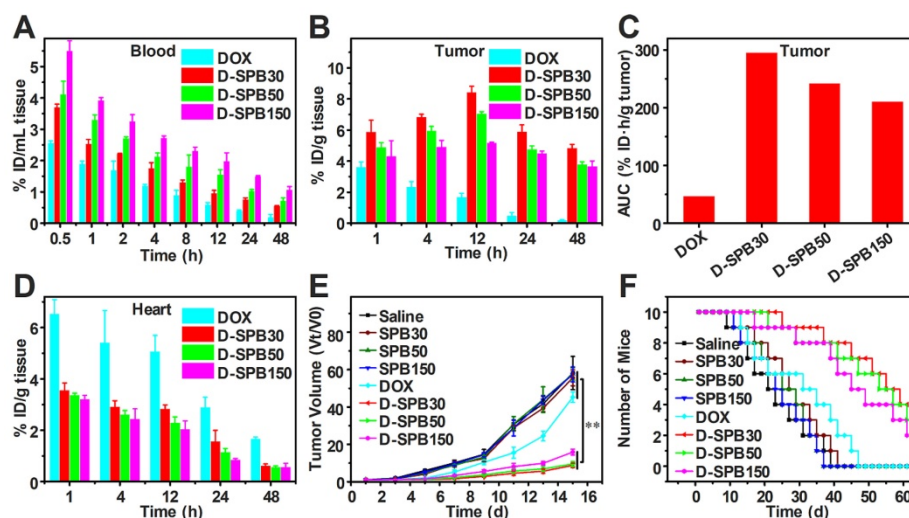 A
Blood
% ID/mL tissue
0 1 2 3 4 5
DOX
D-SPB30
D-SPB50
D-SPB150
0.5 1 2 4 8 12 24 48
Time (h)
B
Tumor
% ID/g tissue
0 2 4 6 8 10
DOX
D-SPB30
D-SPB50
D-SPB150
1 4 12 24 48
Time (h)
C
Tumor
AUC (% ID·h/g tumor)
0 100 200 300
DOX
D-SPB30
D-SPB50
D-SPB150
D
Heart
% ID/g tissue
0 2 4 6
DOX
D-SPB30
D-SPB50
D-SPB150
1 4 12 24 48
Time (h)
E
Tumor Volume (Vt/V0)
0 20 40 60 80
Saline
SPB30
SPB50
SPB150
DOX
D-SPB30
D-SPB50
D-SPB150
**
0 2 4 6 8 10 12 14 16
Time (d)
F
Number of Mice
0 2 4 6 8 10
Saline
SPB30
SPB50
SPB150
DOX
D-SPB30
D-SPB50
D-SPB150
0 10 20 30 40 50 60
Time (d)